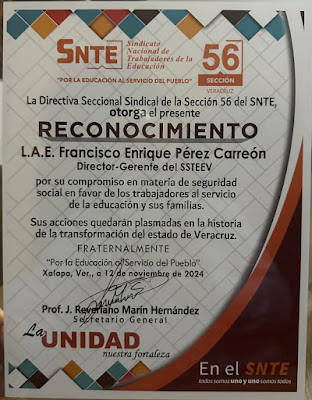 SNTE
Sindicato
Nacional de
Trabajadores de la
Educación
56
SECCIÓN
VERACRUZ
"POR LA EDUCACIÓN AL SERVICIO DEL PUEBLO"
La Directiva Seccional Sindical de la Sección 56 del SNTE,
otorga el presente
RECONOCIMIENTO
L.A.E. Francisco Enrique Pérez Carreón
Director-Gerente del SSTEEV
por su compromiso en materia de seguridad
social en favor de los trabajadores al servicio
de la educación y sus familias.
Sus acciones quedarán plasmadas en la historia
de la transformación del estado de Veracruz.
FRATERNALMENTE
"Por la Educación al Servicio del Pueblo"
Xalapa, Ver., a 12 de noviembre de 2024
Prof. J. Reveriano Marín Hernández
Secretario General
La UNIDAD
nuestra fortaleza
En el SNTE
todos somos uno y uno somos todos